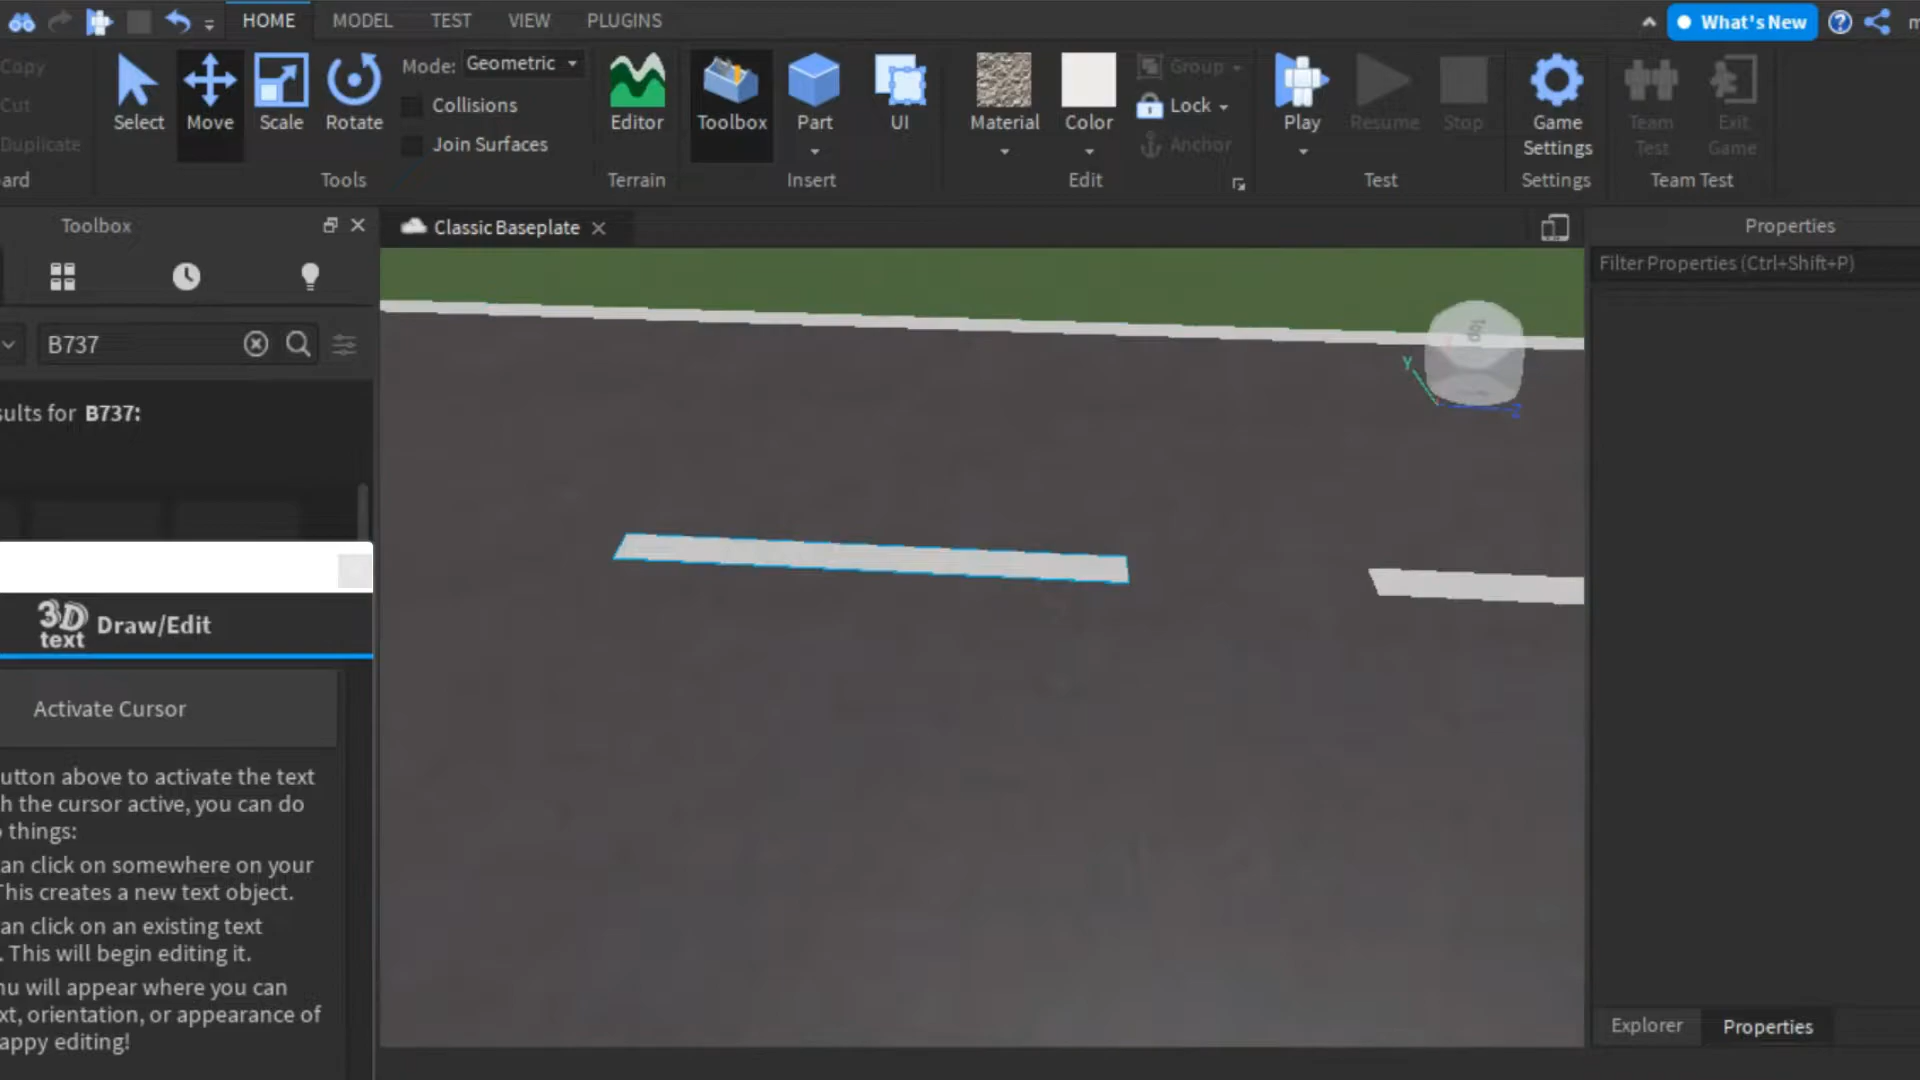 HOME MODEL TEST VIEW PLUGINS What's New
Copy
Cut
Duplicate
Select Move Scale Rotate
Mode: Geometric
Collisions
Join Surfaces
Tools
Editor
Terrain
Toolbox Part UI
Insert
Material Color
Group
Lock
Anchor
Edit
Play Resume Stop
Test
Game
Settings
Settings
Team
Test
Exit
Game
Team Test
ard
Toolbox
Classic Baseplate
Properties
Filter Properties (Ctrl+Shift+P)
B737
sults for B737:
Top
Y
Z
3D
text
Draw/Edit
Activate Cursor
utton above to activate the text
h the cursor active, you can do
things:
an click on somewhere on your
This creates a new text object.
an click on an existing text
. This will begin editing it.
nu will appear where you can
xt, orientation, or appearance of
appy editing!
Explorer Properties